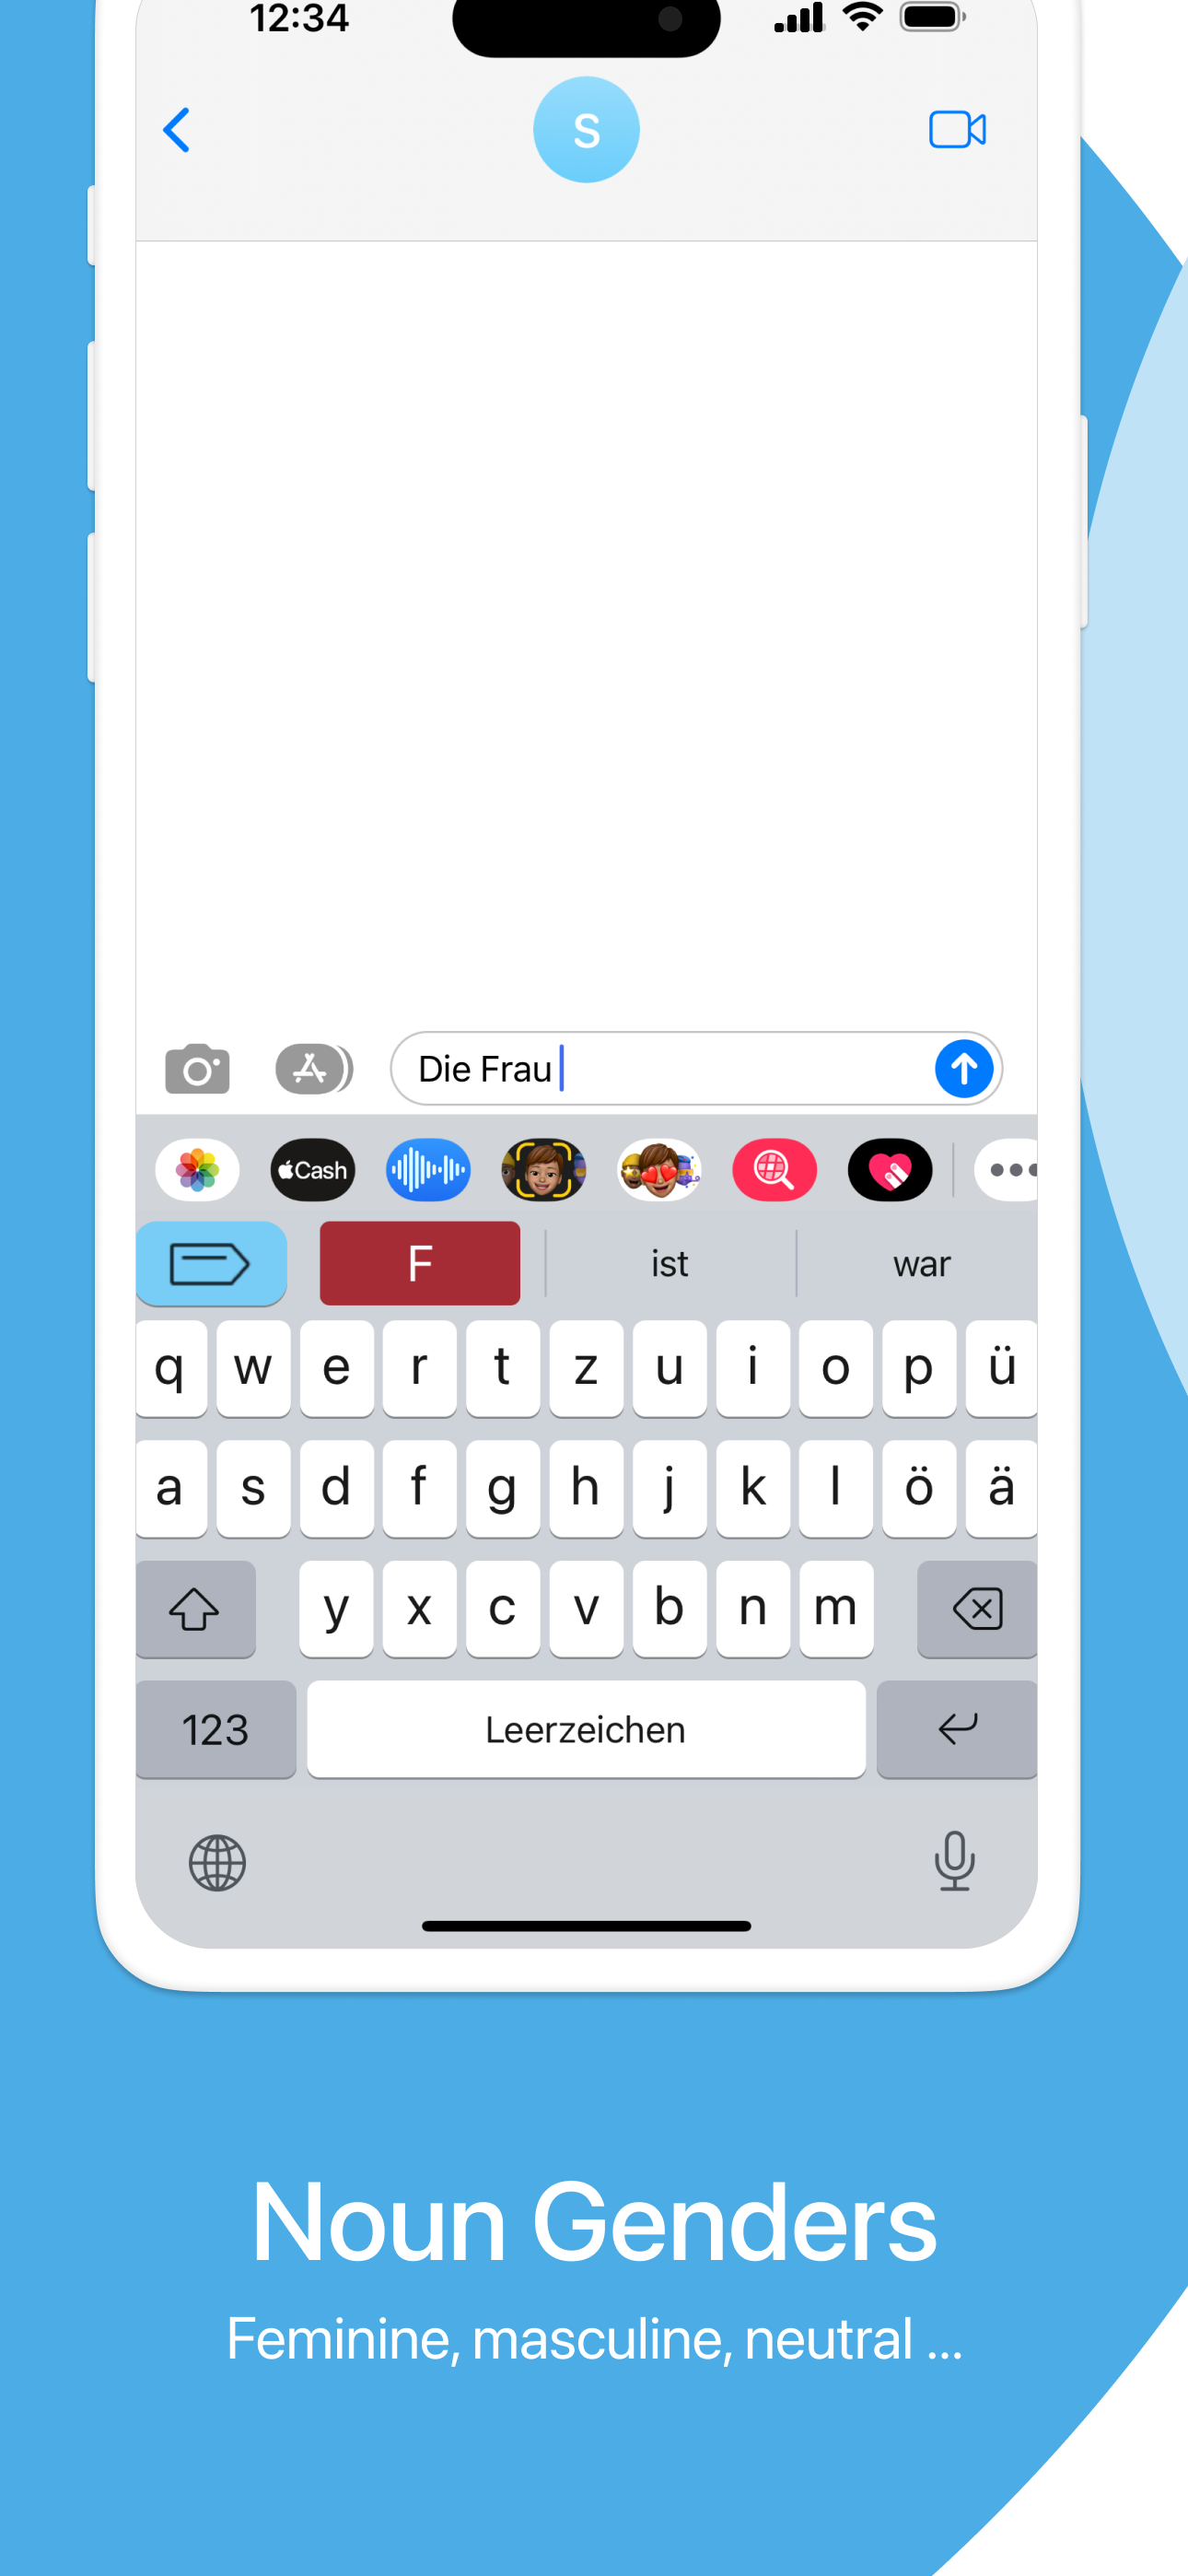 12:34
S
Die Frau
Cash
F ist war
q w e r t z u i o p ü
a s d f g h j k l ö ä
y x c v b n m
123 Leerzeichen
Noun Genders
Feminine, masculine, neutral ...